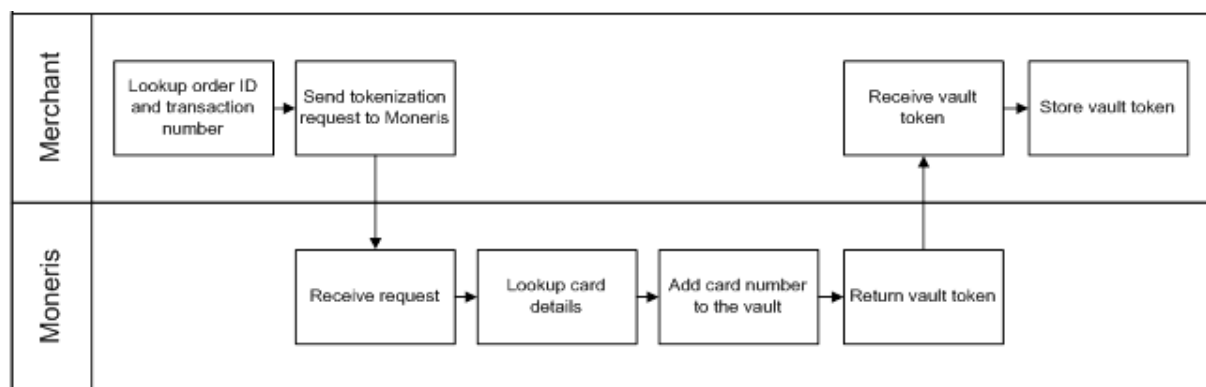 Merchant
Lookup order ID
and transaction
number
Send tokenization
request to Moneris
Receive vault
token
Store vault token
Moneris
Receive request
Lookup card
details
Add card number
to the vault
Return vault token